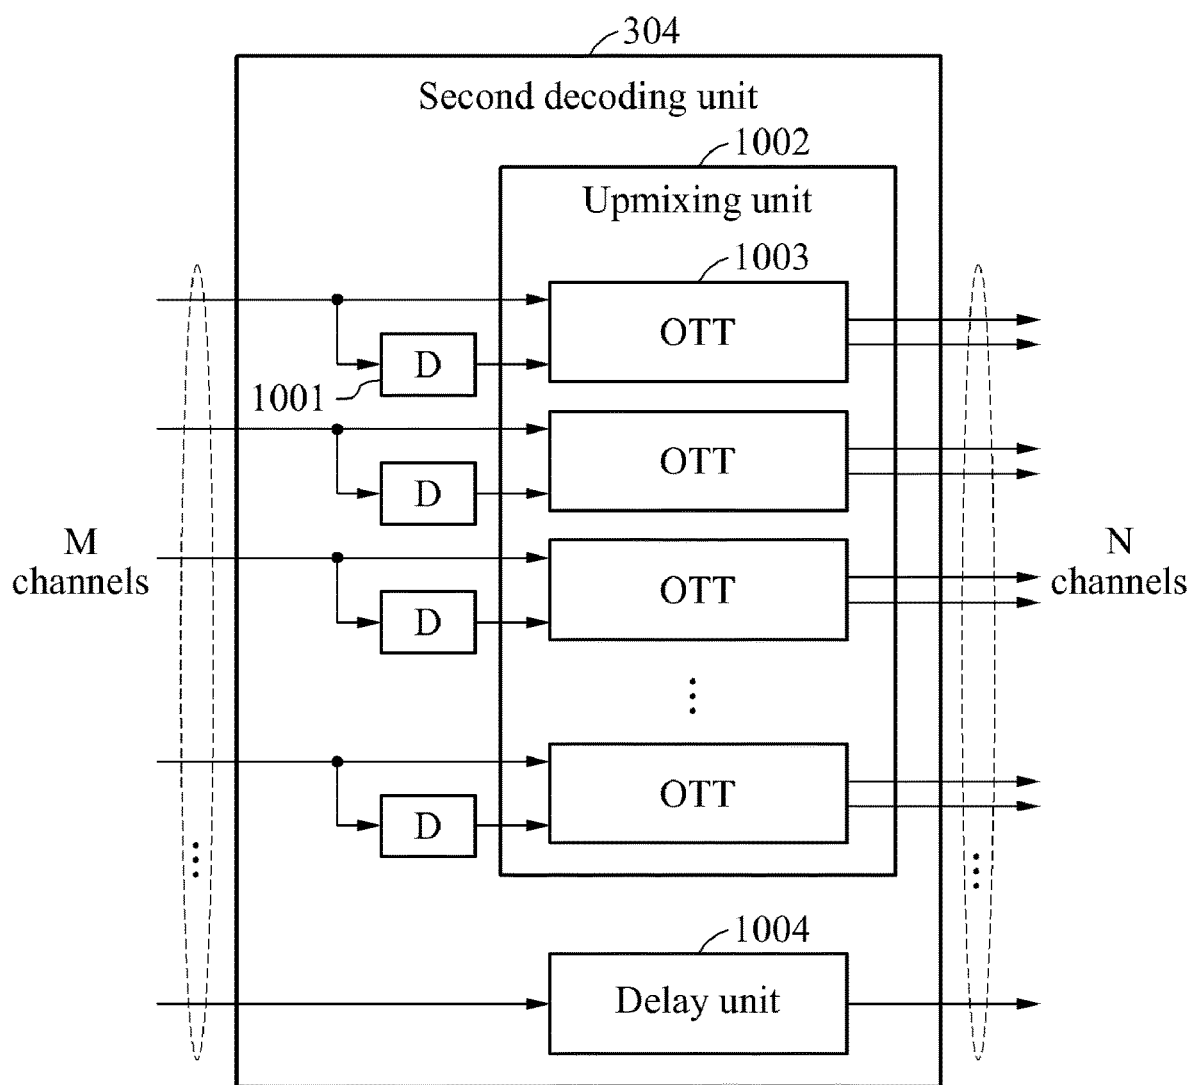 304
Second decoding unit
1002
Upmixing unit
1003
OTT
D
1001
OTT
D
M
channels
N
channels
OTT
D
OTT
D
1004
Delay unit